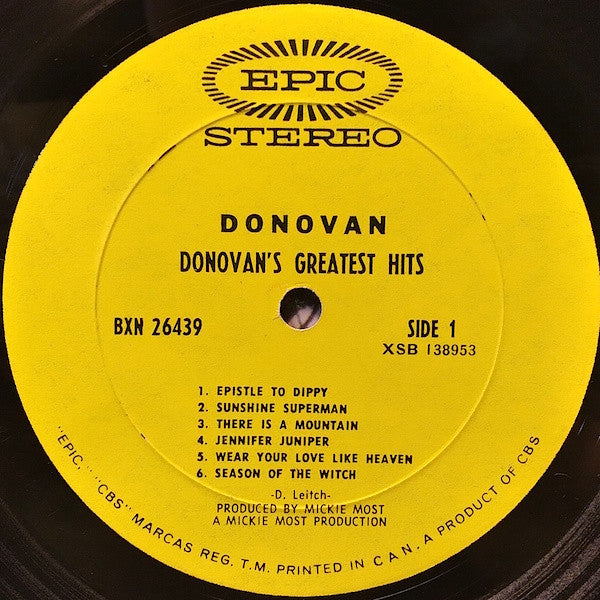 EPIC
STEREO
DONOVAN
DONOVAN'S GREATEST HITS
BXN 26439
SIDE 1
XSB 138953
1. EPISTLE TO DIPPY
2. SUNSHINE SUPERMAN
3. THERE IS A MOUNTAIN
4. JENNIFER JUNIPER
5. WEAR YOUR LOVE LIKE HEAVEN
6. SEASON OF THE WITCH
-D. Leitch-
PRODUCED BY MICKIE MOST
A MICKIE MOST PRODUCTION
"EPIC," "CBS" MARCAS REG. T.M. PRINTED IN CAN. A PRODUCT OF CBS